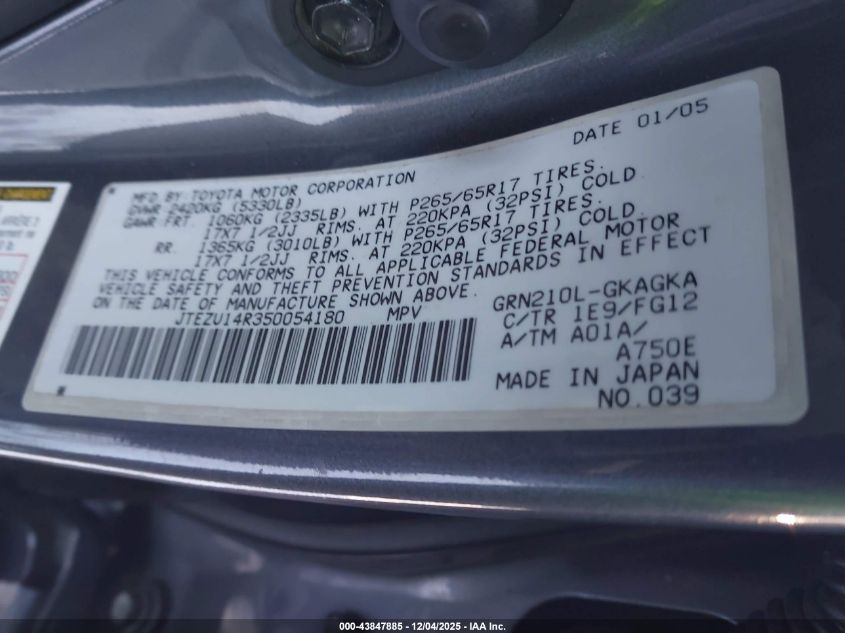 DATE 01/05
MFD. BY: TOYOTA MOTOR CORPORATION
GVWR 2400KG (5330LB)
GAWR FRT. 1060KG (2335LB) WITH P265/65R17 TIRES.
17X7 1/2JJ RIMS. AT 220KPA (32PSI) COLD.
RR. 1365KG (3010LB) WITH P265/65R17 TIRES.
17X7 1/2JJ RIMS. AT 220KPA (32PSI) COLD.
THIS VEHICLE CONFORMS TO ALL APPLICABLE FEDERAL MOTOR
VEHICLE SAFETY AND THEFT PREVENTION STANDARDS IN EFFECT
ON THE DATE OF MANUFACTURE SHOWN ABOVE.
JTEZU14R350054180 MPV
GRN210L-GKAGKA
C/TR 1E9/FG12
A/TM A01A/
A750E
MADE IN JAPAN
NO.039
000-43847885 - 12/04/2025 - IAA Inc.